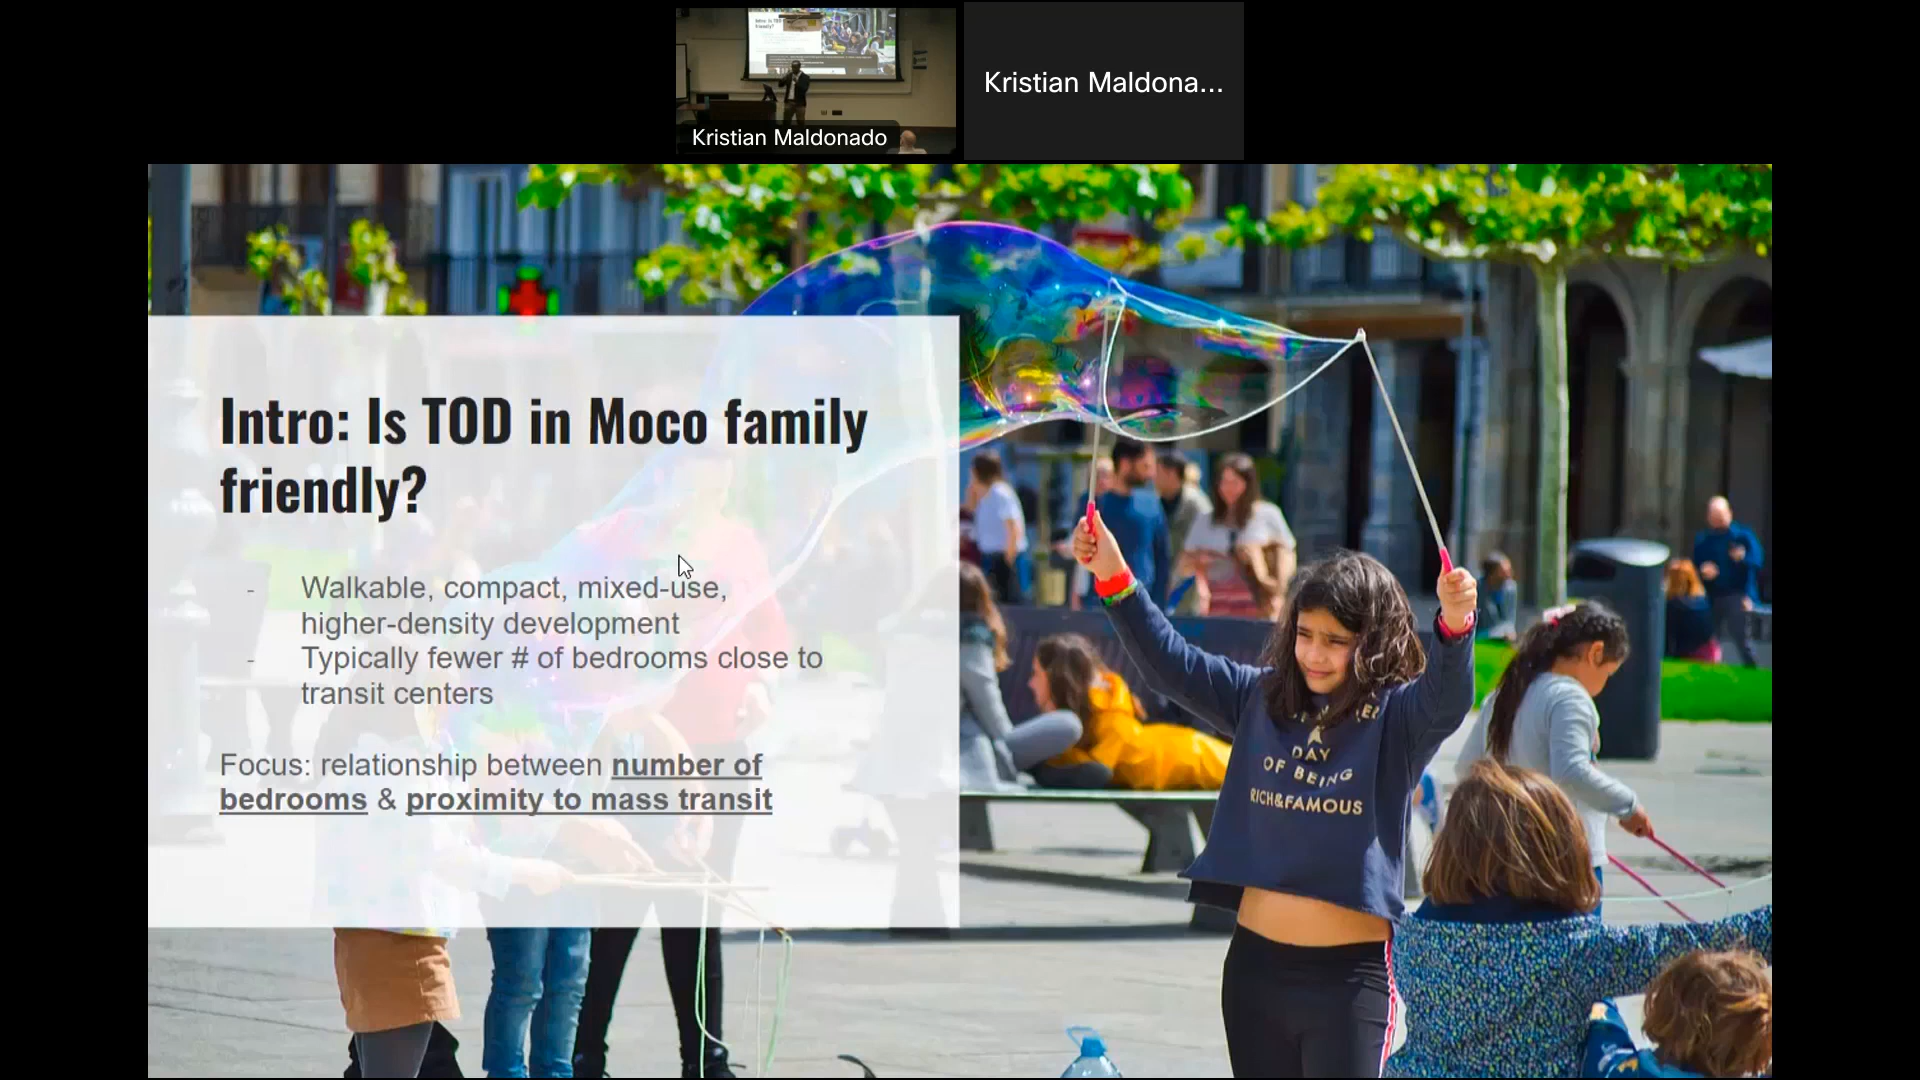 Kristian Maldonado
Kristian Maldona...
Intro: Is TOD in Moco family
friendly?
- Walkable, compact, mixed-use,
higher-density development
- Typically fewer # of bedrooms close to
transit centers
Focus: relationship between number of
bedrooms & proximity to mass transit
DAY
OF BEING
RICH&FAMOUS